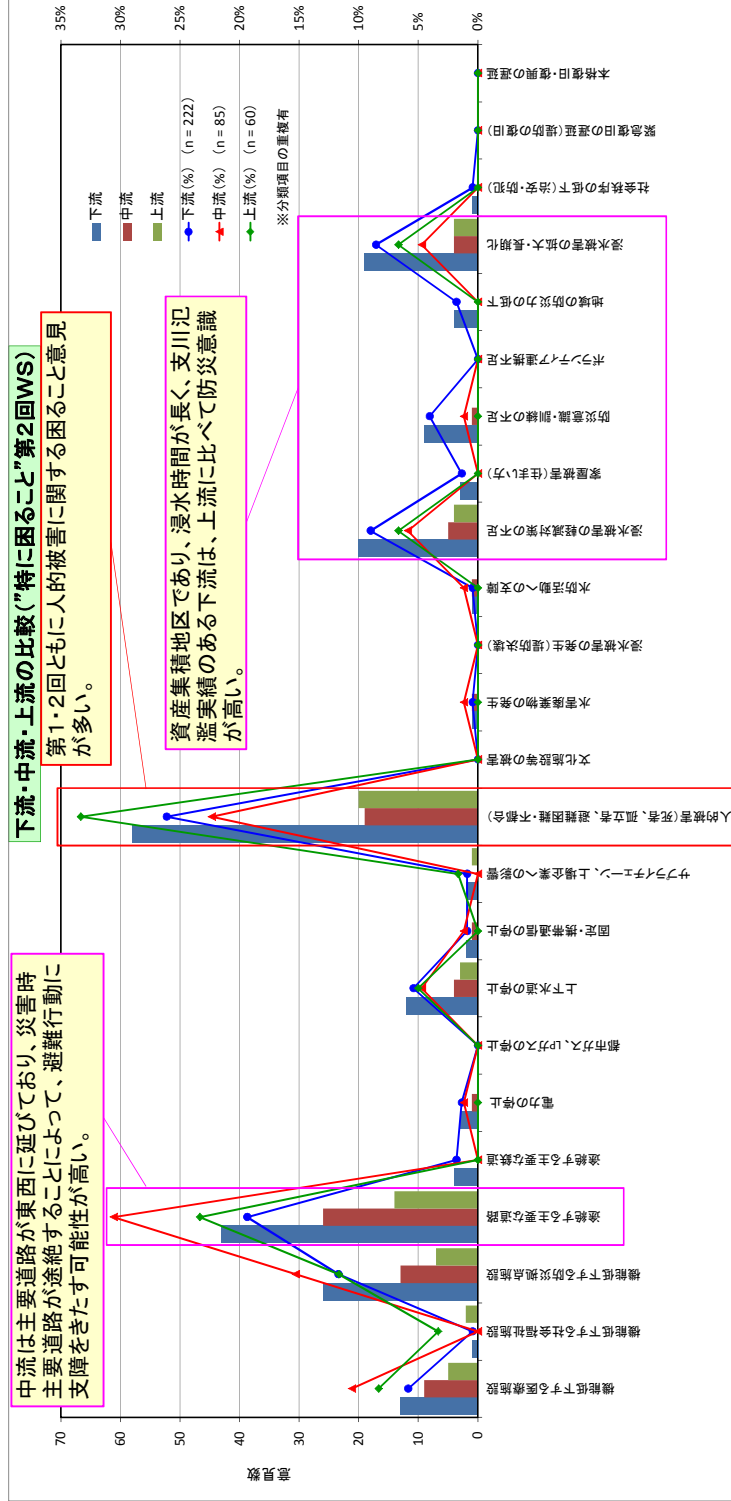 下流・中流・上流の比較("特に困ること"第2回WS)
中流は主要道路が東西に延びており、災害時
主要道路が途絶することによって、避難行動に
支障をきたす可能性が高い。
第1・2回ともに人的被害に関する困ること意見
が多い。
資産集積地区であり、浸水時間が長く、支川氾
濫実績のある下流は、上流に比べて防災意識
が高い。
下流
中流
上流
下流(%) (n = 222)
中流(%) (n = 85)
上流(%) (n = 60)
※分類項目の重複有
意見数
70
60
50
40
30
20
10
0
35%
30%
25%
20%
15%
10%
5%
0%
機能低下する医療施設
機能低下する社会福祉施設
機能低下する防災拠点施設
途絶する主要な道路
途絶する主要な鉄道
電力の停止
都市ガス、LPガスの停止
上下水道の停止
固定・携帯通信の停止
サプライチェーン、上場企業への影響
人的被害(死者、孤立者、避難困難・不都合)
文化施設等の被害
水害廃棄物の発生
浸水被害の発生(堤防決壊)
水防活動への支障
浸水被害の軽減対策の不足
家屋被害(住まい方)
防災意識・訓練の不足
ボランティア連携不足
地域の防災力の低下
浸水被害の拡大・長期化
社会秩序の低下(治安・防犯)
緊急復旧の遅延(堤防の復旧)
本格復旧・復興の遅延